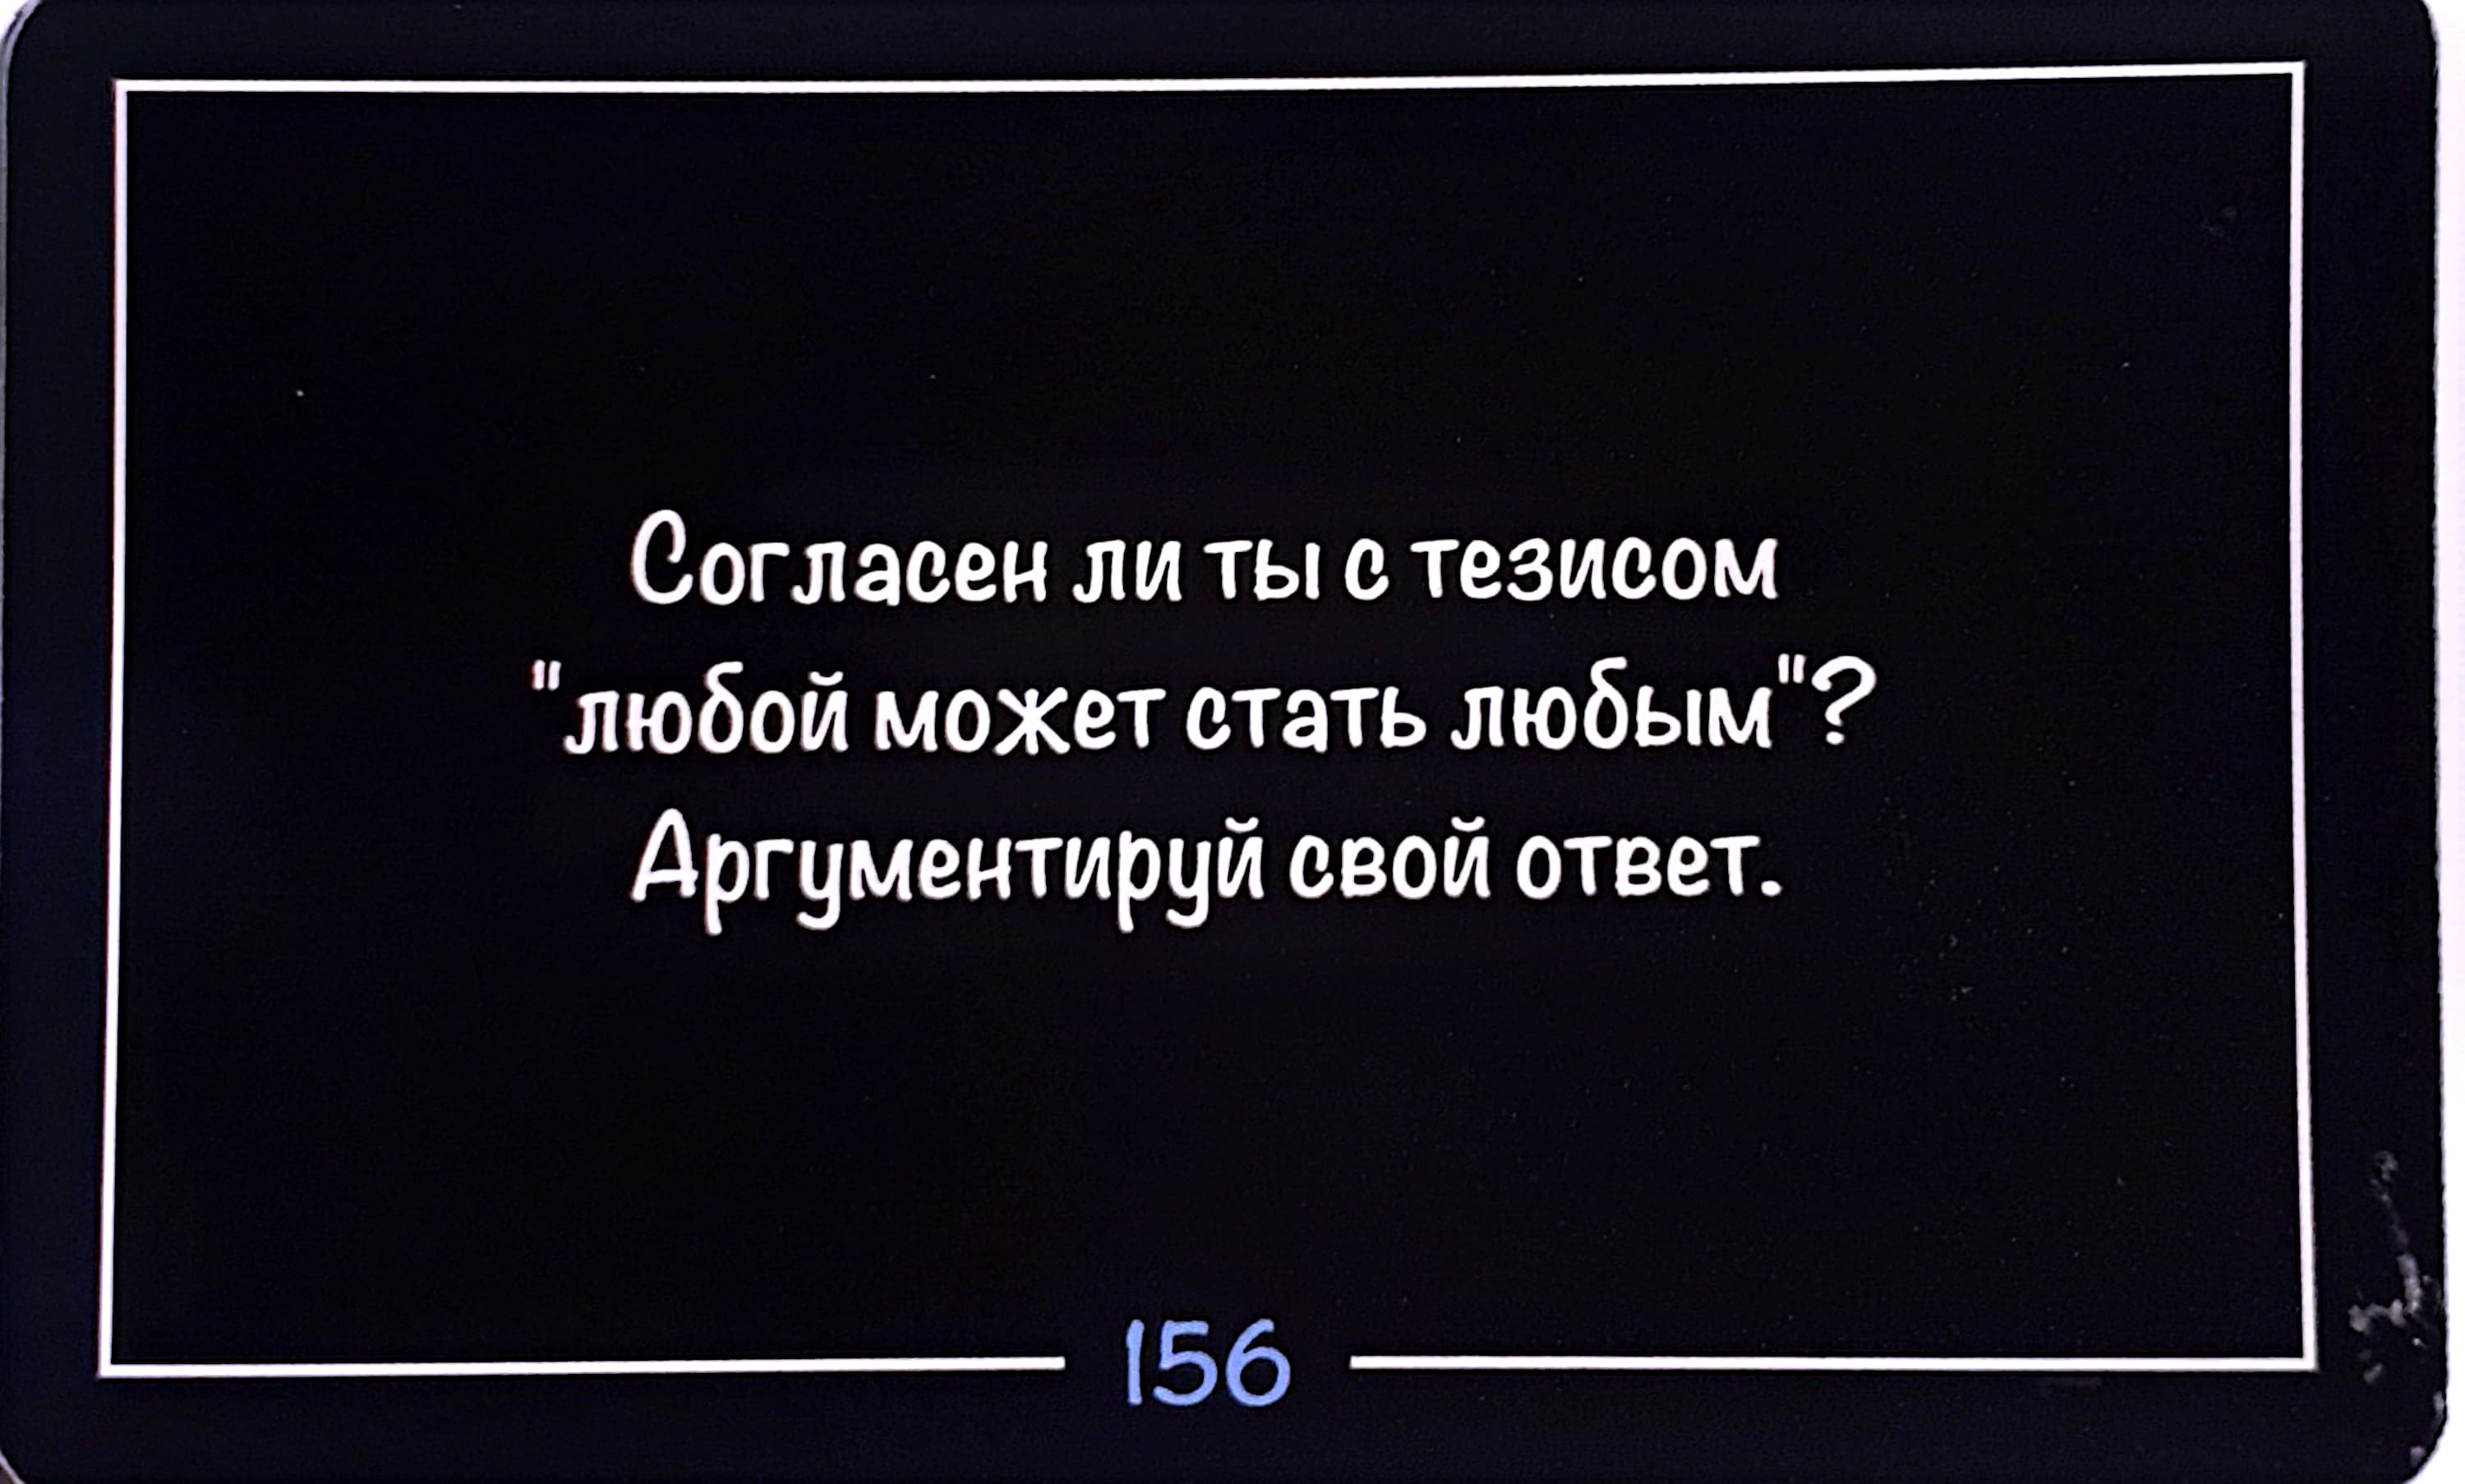 Согласен ли ты с тезисом
"любой может стать любым"?
Аргументируй свой ответ.
156